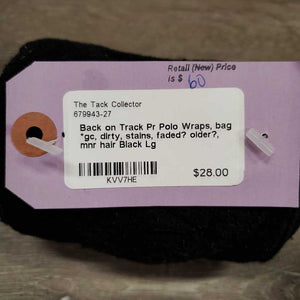 Retail (New) Price
is $ 60
The Tack Collector
679943-27
Back on Track Pr Polo Wraps, bag
*gc, dirty, stains, faded? older?,
mnr hair Black Lg
KVV7HE
$28.00